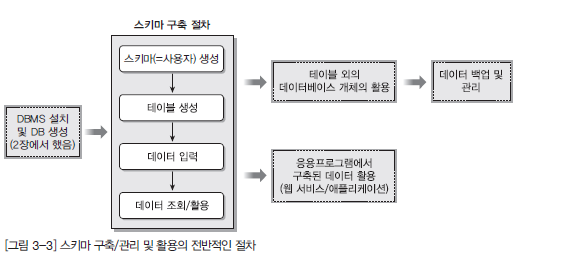 스키마 구축 절차
스키마(=사용자) 생성
테이블 생성
데이터 입력
데이터 조회/활용
DBMS 설치
및 DB 생성
(2장에서 했음)
테이블 외의
데이터베이스 개체의 활용
데이터 백업 및
관리
응용프로그램에서
구축된 데이터 활용
(웹 서비스/애플리케이션)
[그림 3-3] 스키마 구축/관리 및 활용의 전반적인 절차